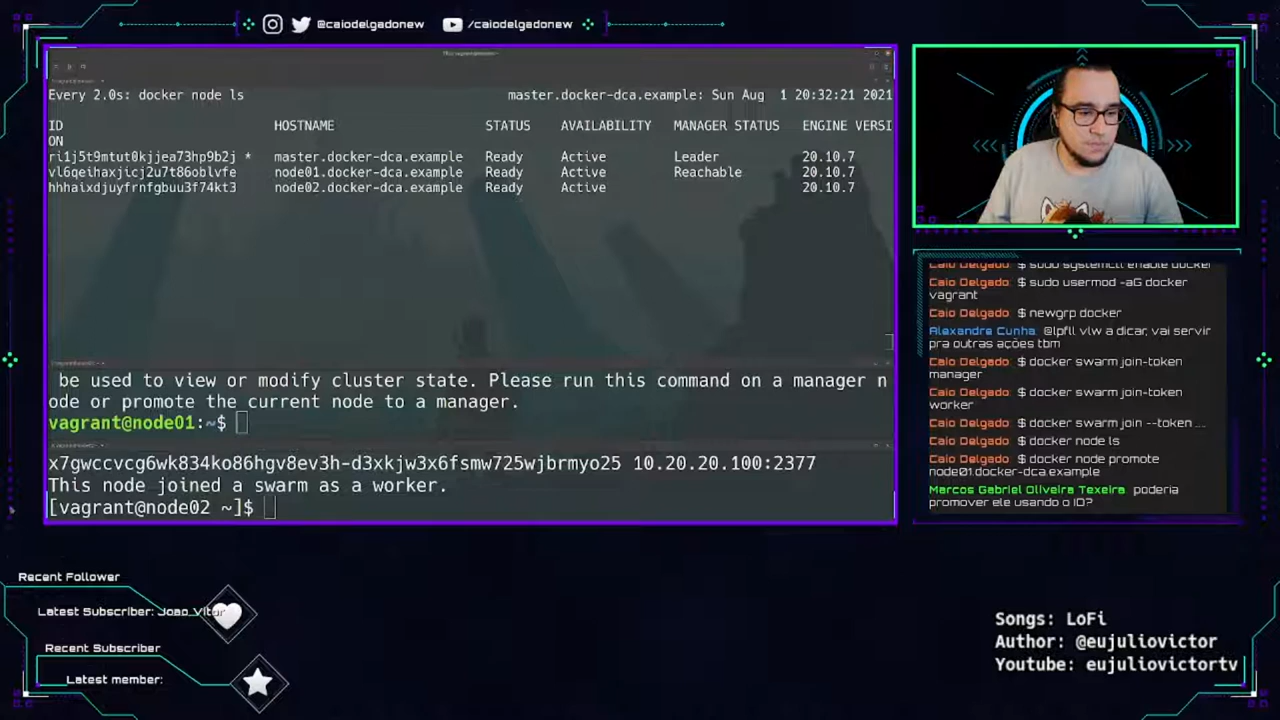 @caiodelgadonew
/caiodelgadonew
Every 2.0s: docker node ls
master.docker-dca.example: Sun Aug  1 20:32:21 2021
ID HOSTNAME STATUS AVAILABILITY MANAGER STATUS ENGINE VERSI
ON
ri1j5t9mtut0kjjea73hp9b2j * master.docker-dca.example Ready Active Leader 20.10.7
vl6qeihaxjicj2u7t86oblvfe node01.docker-dca.example Ready Active Reachable 20.10.7
hhhaixdjuyfrnfgbuu3f74kt3 node02.docker-dca.example Ready Active 20.10.7
be used to view or modify cluster state. Please run this command on a manager n
ode or promote the current node to a manager.
vagrant@node01:~$
x7gwccvcg6wk834ko86hgv8ev3h-d3xkjw3x6fsmw725wjbrmyo25 10.20.20.100:2377
This node joined a swarm as a worker.
[vagrant@node02 ~]$
Caio Delgado $ sudo systemctl enable docker
Caio Delgado $ sudo usermod -aG docker
vagrant
Caio Delgado $ newgrp docker
Alexandre Cunha @lpfll vlw a dicar, vai servir
pra outras ações tbm
Caio Delgado $ docker swarm join-token
manager
Caio Delgado $ docker swarm join-token
worker
Caio Delgado $ docker swarm join --token ...
Caio Delgado $ docker node ls
Caio Delgado $ docker node promote
node01.docker-dca.example
Marcos Gabriel Oliveira Texeira poderia
promover ele usando o ID?
Recent Follower
Latest Subscriber: Joao Vitor
Recent Subscriber
Latest member:
Songs: LoFi
Author: @eujuliovictor
Youtube: eujuliovictortv